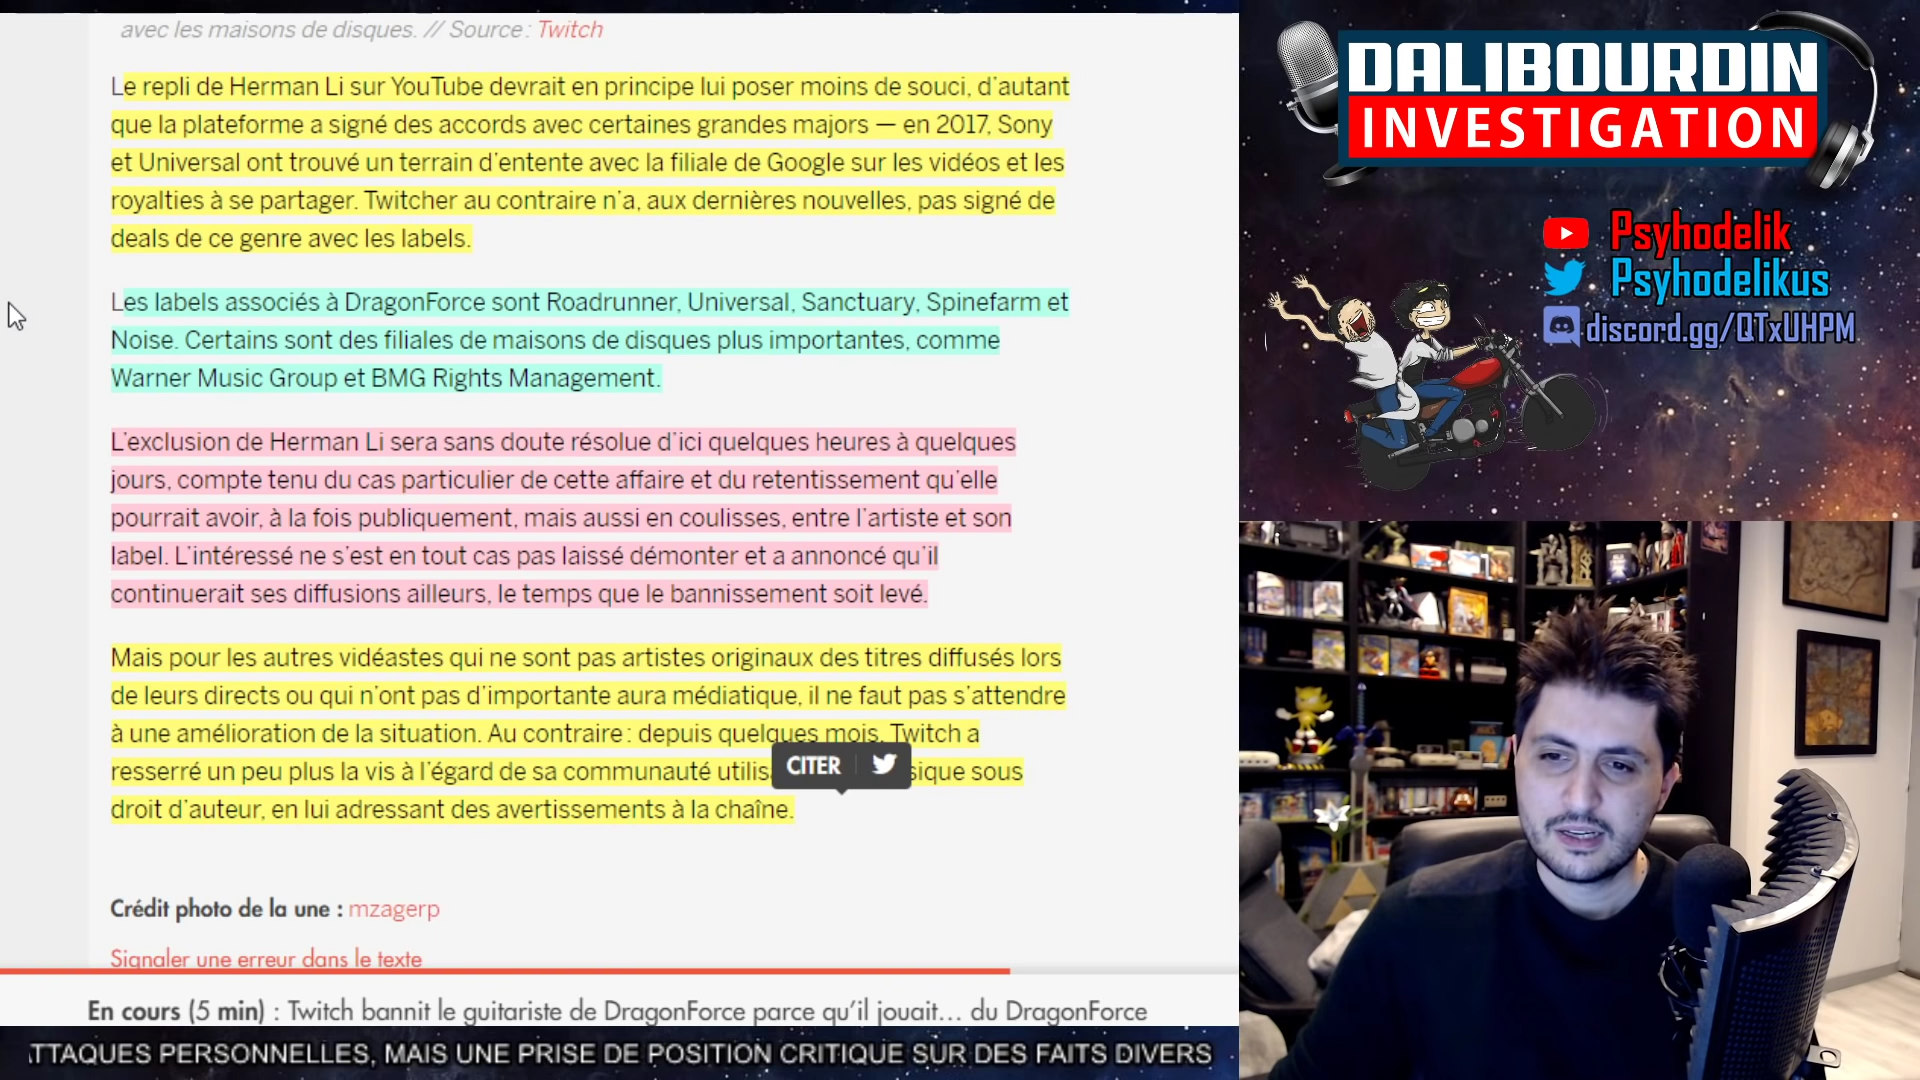 avec les maisons de disques. // Source : Twitch
Le repli de Herman Li sur YouTube devrait en principe lui poser moins de souci, d'autant
que la plateforme a signé des accords avec certaines grandes majors — en 2017, Sony
et Universal ont trouvé un terrain d'entente avec la filiale de Google sur les vidéos et les
royalties à se partager. Twitcher au contraire n'a, aux dernières nouvelles, pas signé de
deals de ce genre avec les labels.
Les labels associés à DragonForce sont Roadrunner, Universal, Sanctuary, Spinefarm et
Noise. Certains sont des filiales de maisons de disques plus importantes, comme
Warner Music Group et BMG Rights Management.
L'exclusion de Herman Li sera sans doute résolue d'ici quelques heures à quelques
jours, compte tenu du cas particulier de cette affaire et du retentissement qu'elle
pourrait avoir, à la fois publiquement, mais aussi en coulisses, entre l'artiste et son
label. L'intéressé ne s'est en tout cas pas laissé démonter et a annoncé qu'il
continuerait ses diffusions ailleurs, le temps que le bannissement soit levé.
Mais pour les autres vidéastes qui ne sont pas artistes originaux des titres diffusés lors
de leurs directs ou qui n'ont pas d'importante aura médiatique, il ne faut pas s'attendre
à une amélioration de la situation. Au contraire : depuis quelques mois, Twitch a
resserré un peu plus la vis à l'égard de sa communauté utilis sique sous
CITER
droit d'auteur, en lui adressant des avertissements à la chaîne.
Crédit photo de la une : mzagerp
Signaler une erreur dans le texte
En cours (5 min) : Twitch bannit le guitariste de DragonForce parce qu'il jouait... du DragonForce
TTAQUES PERSONNELLES, MAIS UNE PRISE DE POSITION CRITIQUE SUR DES FAITS DIVERS
DALIBOURDIN
INVESTIGATION
Psyhodelik
Psyhodelikus
discord.gg/QTxUHPM